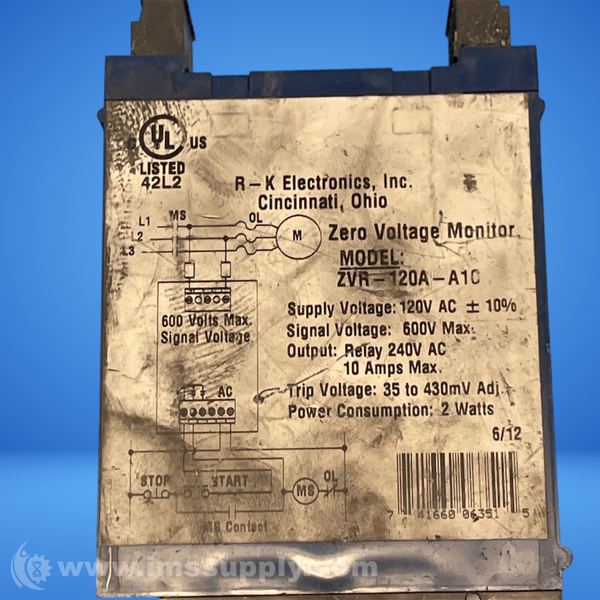 C UL US
LISTED
42L2
R-K Electronics, Inc.
Cincinnati, Ohio
Zero Voltage Monitor
MODEL:
ZVR-120A-A10
Supply Voltage: 120V AC ± 10%
Signal Voltage: 600V Max.
Output: Relay 240V AC
10 Amps Max.
Trip Voltage: 35 to 430mV Adj.
Power Consumption: 2 Watts
6/12
L1 MS OL
L2 M
L3
600 Volts Max.
Signal Voltage
AC
STOP START MS OL
MS Contact
7 41660 06351 5
www.imssupply.com